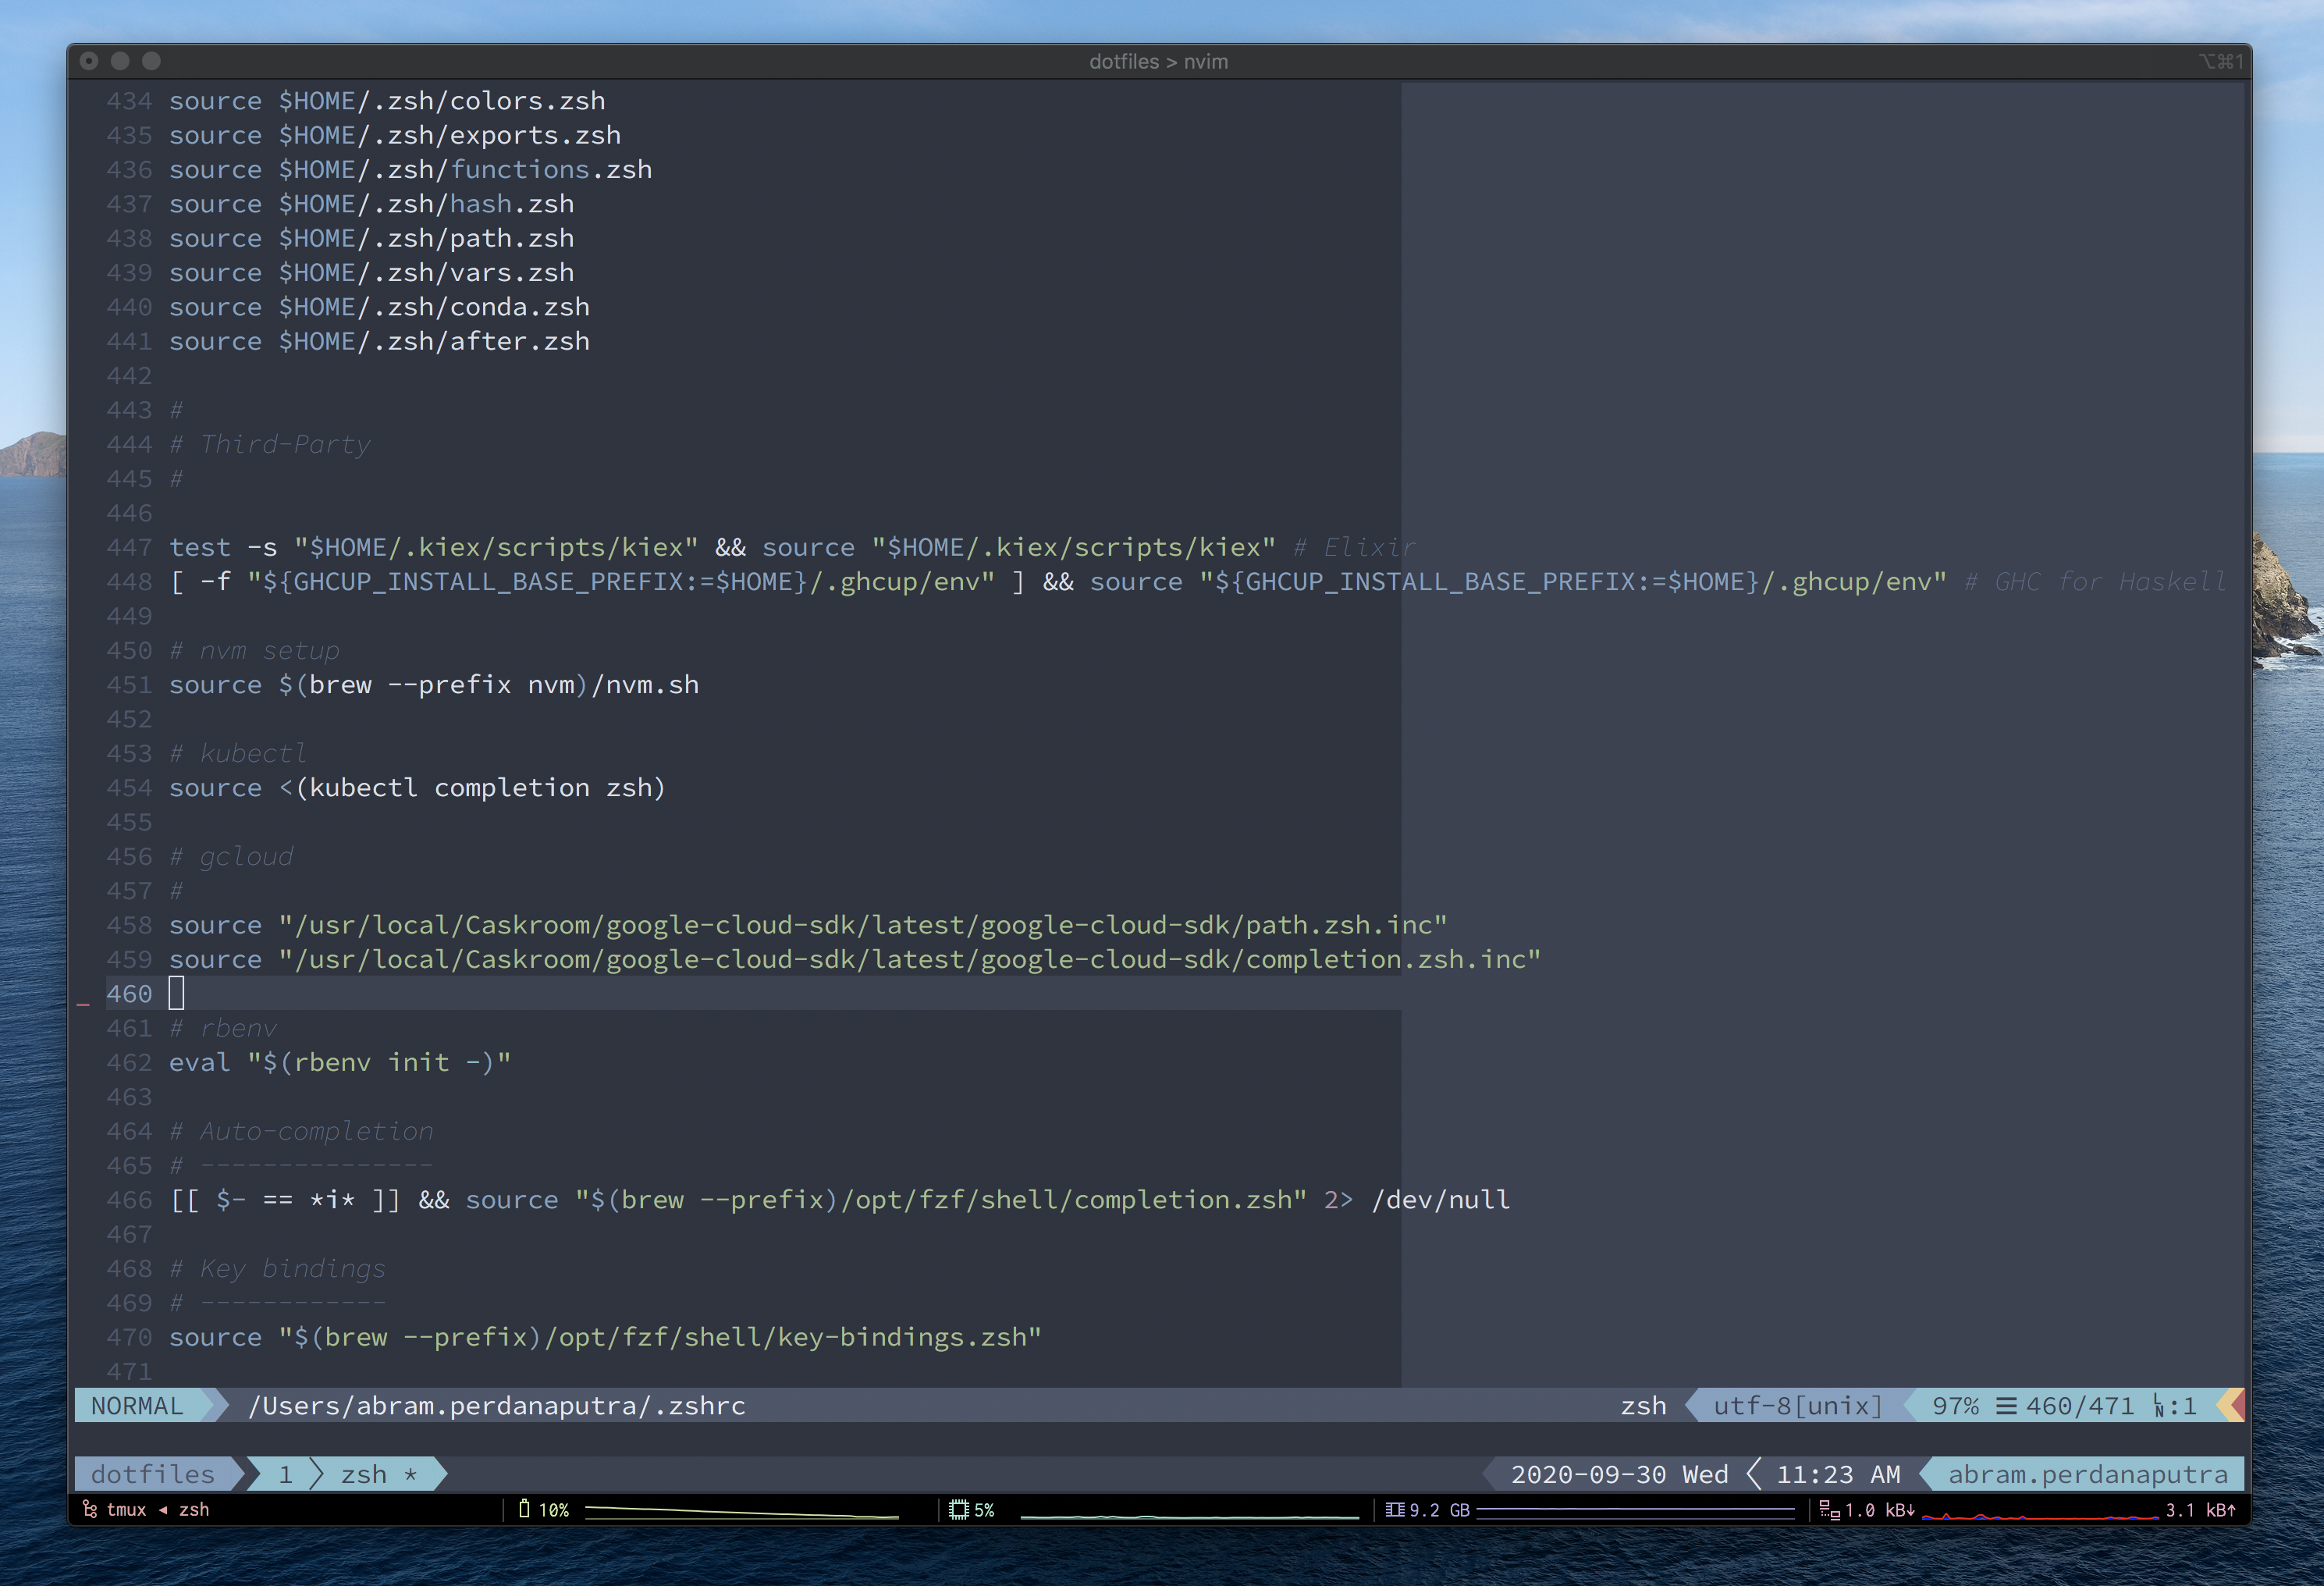 dotfiles > nvim
⌥⌘1
434 source $HOME/.zsh/colors.zsh
435 source $HOME/.zsh/exports.zsh
436 source $HOME/.zsh/functions.zsh
437 source $HOME/.zsh/hash.zsh
438 source $HOME/.zsh/path.zsh
439 source $HOME/.zsh/vars.zsh
440 source $HOME/.zsh/conda.zsh
441 source $HOME/.zsh/after.zsh
442
443 #
444 # Third-Party
445 #
446
447 test -s "$HOME/.kiex/scripts/kiex" && source "$HOME/.kiex/scripts/kiex" # Elixir
448 [ -f "${GHCUP_INSTALL_BASE_PREFIX:=$HOME}/.ghcup/env" ] && source "${GHCUP_INSTALL_BASE_PREFIX:=$HOME}/.ghcup/env" # GHC for Haskell
449
450 # nvm setup
451 source $(brew --prefix nvm)/nvm.sh
452
453 # kubectl
454 source <(kubectl completion zsh)
455
456 # gcloud
457 #
458 source "/usr/local/Caskroom/google-cloud-sdk/latest/google-cloud-sdk/path.zsh.inc"
459 source "/usr/local/Caskroom/google-cloud-sdk/latest/google-cloud-sdk/completion.zsh.inc"
_ 460
461 # rbenv
462 eval "$(rbenv init -)"
463
464 # Auto-completion
465 # ---------------
466 [[ $- == *i* ]] && source "$(brew --prefix)/opt/fzf/shell/completion.zsh" 2> /dev/null
467
468 # Key bindings
469 # ------------
470 source "$(brew --prefix)/opt/fzf/shell/key-bindings.zsh"
471
NORMAL /Users/abram.perdanaputra/.zshrc zsh utf-8[unix] 97% ☰ 460/471 ␤:1
dotfiles 1 zsh * 2020-09-30 Wed 11:23 AM abram.perdanaputra
tmux ◂ zsh 10% 5% 9.2 GB 1.0 kB↓ 3.1 kB↑